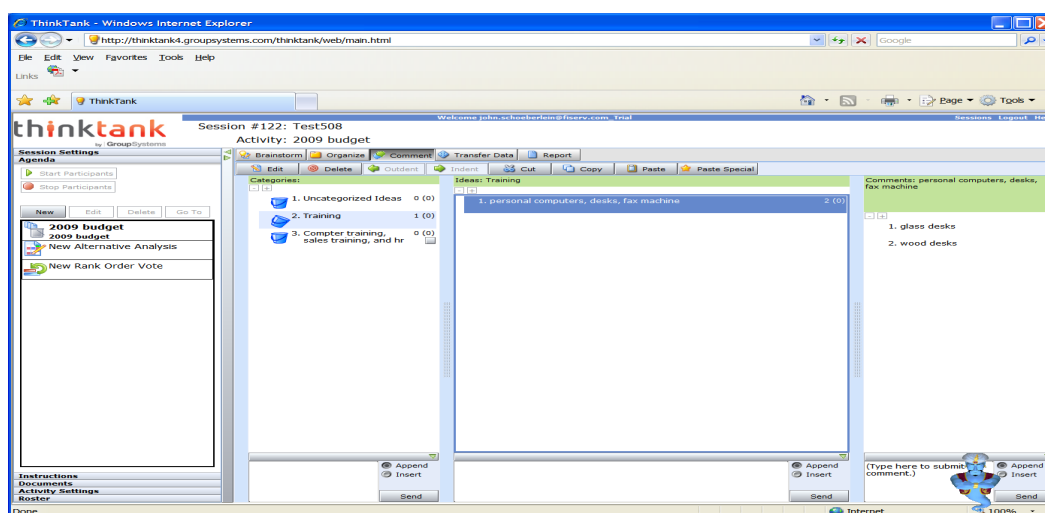 ThinkTank - Windows Internet Explorer
http://thinktank4.groupsystems.com/thinktank/web/main.html
Google
File Edit View Favorites Tools Help
Links
ThinkTank
Page Tools
Welcome john.schoeberlein@fiserv.com_Trial
Sessions Logout He
thinktank
by GroupSystems
Session #122: Test508
Activity: 2009 budget
Session Settings
Agenda
Start Participants
Stop Participants
New Edit Delete Go To
2009 budget
2009 budget
New Alternative Analysis
New Rank Order Vote
Instructions
Documents
Activity Settings
Roster
Brainstorm Organize Comment Transfer Data Report
Edit Delete Outdent Indent Cut Copy Paste Paste Special
Categories:
- +
1. Uncategorized Ideas 0 (0)
2. Training 1 (0)
3. Compter training, 0 (0)
sales training, and hr
Append
Insert
Send
Ideas: Training
- +
1. personal computers, desks, fax machine 2 (0)
Append
Insert
Send
Comments: personal computers, desks,
fax machine
- +
1. glass desks
2. wood desks
(Type here to submit
comment.)
Append
Insert
Send
Done
Internet
100%